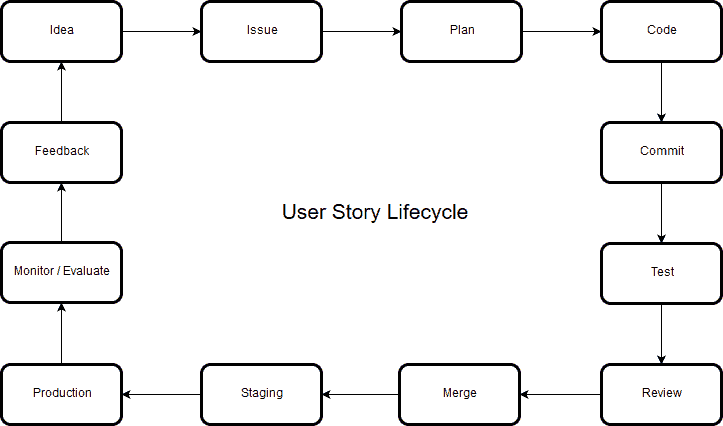 Idea
Issue
Plan
Code
Feedback
Commit
User Story Lifecycle
Monitor / Evaluate
Test
Production
Staging
Merge
Review